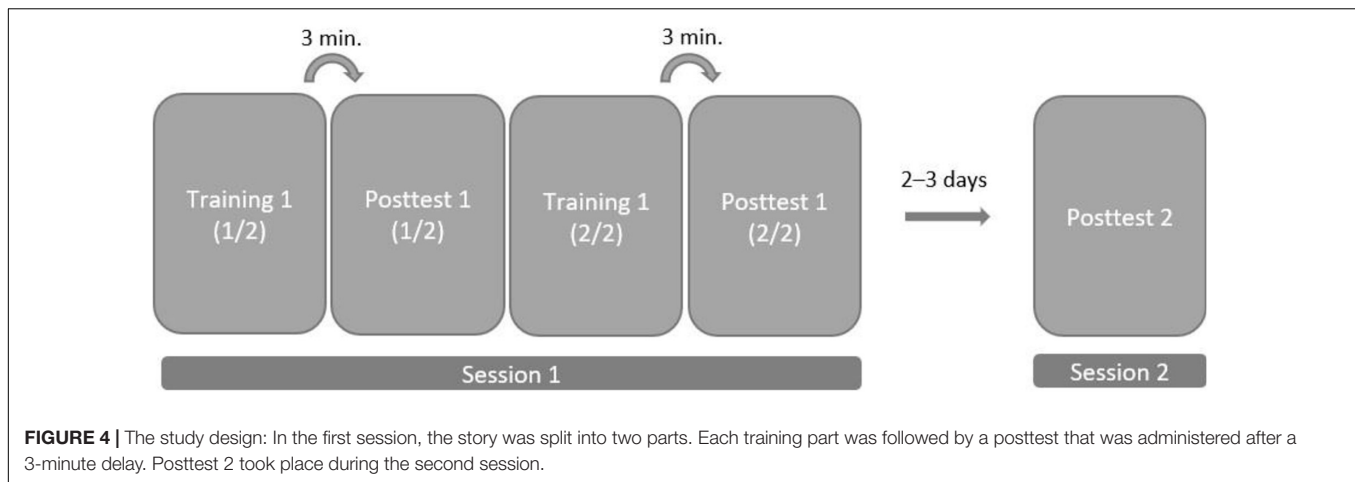 3 min.
3 min.
Training 1
(1/2)
Posttest 1
(1/2)
Training 1
(2/2)
Posttest 1
(2/2)
2–3 days
Posttest 2
Session 1
Session 2
FIGURE 4 | The study design: In the first session, the story was split into two parts. Each training part was followed by a posttest that was administered after a
3-minute delay. Posttest 2 took place during the second session.